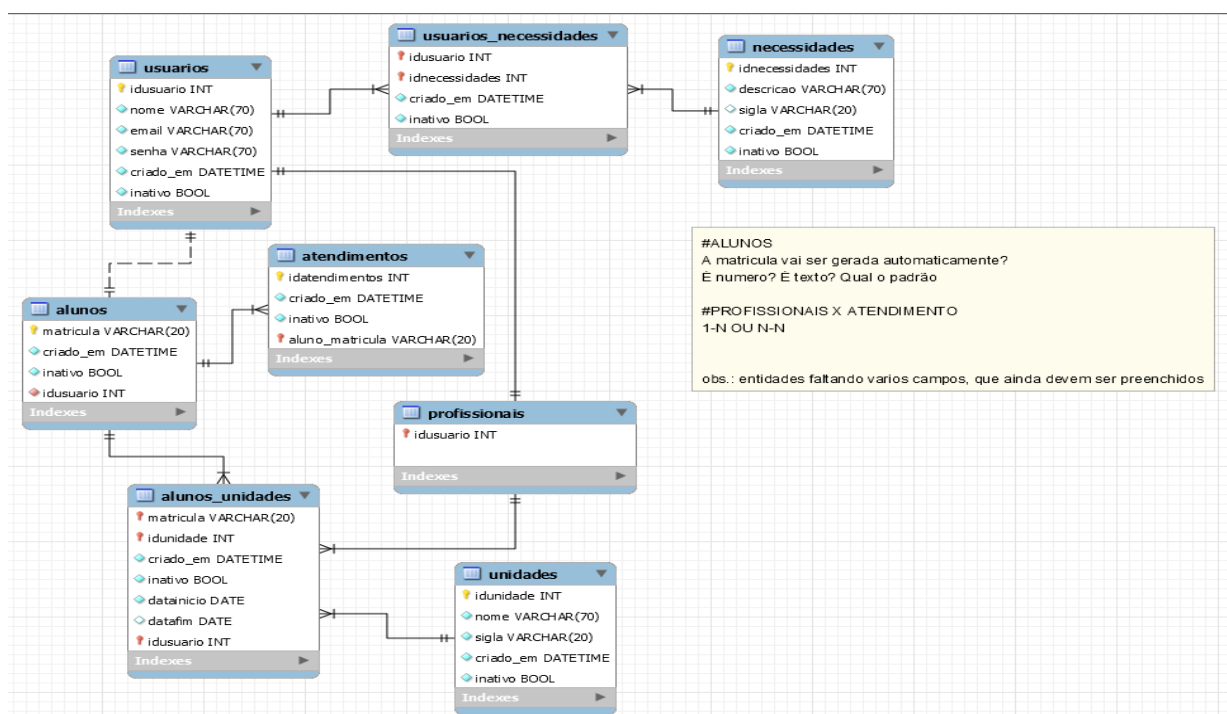 usuarios
idusuario INT
nome VARCHAR(70)
email VARCHAR(70)
senha VARCHAR(70)
criado_em DATETIME
inativo BOOL
Indexes
usuarios_necessidades
idusuario INT
idnecessidades INT
criado_em DATETIME
inativo BOOL
Indexes
necessidades
idnecessidades INT
descricao VARCHAR(70)
sigla VARCHAR(20)
criado_em DATETIME
inativo BOOL
Indexes
atendimentos
idatendimentos INT
criado_em DATETIME
inativo BOOL
aluno_matricula VARCHAR(20)
Indexes
#ALUNOS
A matricula vai ser gerada automaticamente?
É numero? É texto? Qual o padrão
#PROFISSIONAIS X ATENDIMENTO
1-N OU N-N
obs.: entidades faltando varios campos, que ainda devem ser preenchidos
alunos
matricula VARCHAR(20)
criado_em DATETIME
inativo BOOL
idusuario INT
Indexes
profissionais
idusuario INT
Indexes
alunos_unidades
matricula VARCHAR(20)
idunidade INT
criado_em DATETIME
inativo BOOL
datainicio DATE
datafim DATE
idusuario INT
Indexes
unidades
idunidade INT
nome VARCHAR(70)
sigla VARCHAR(20)
criado_em DATETIME
inativo BOOL
Indexes